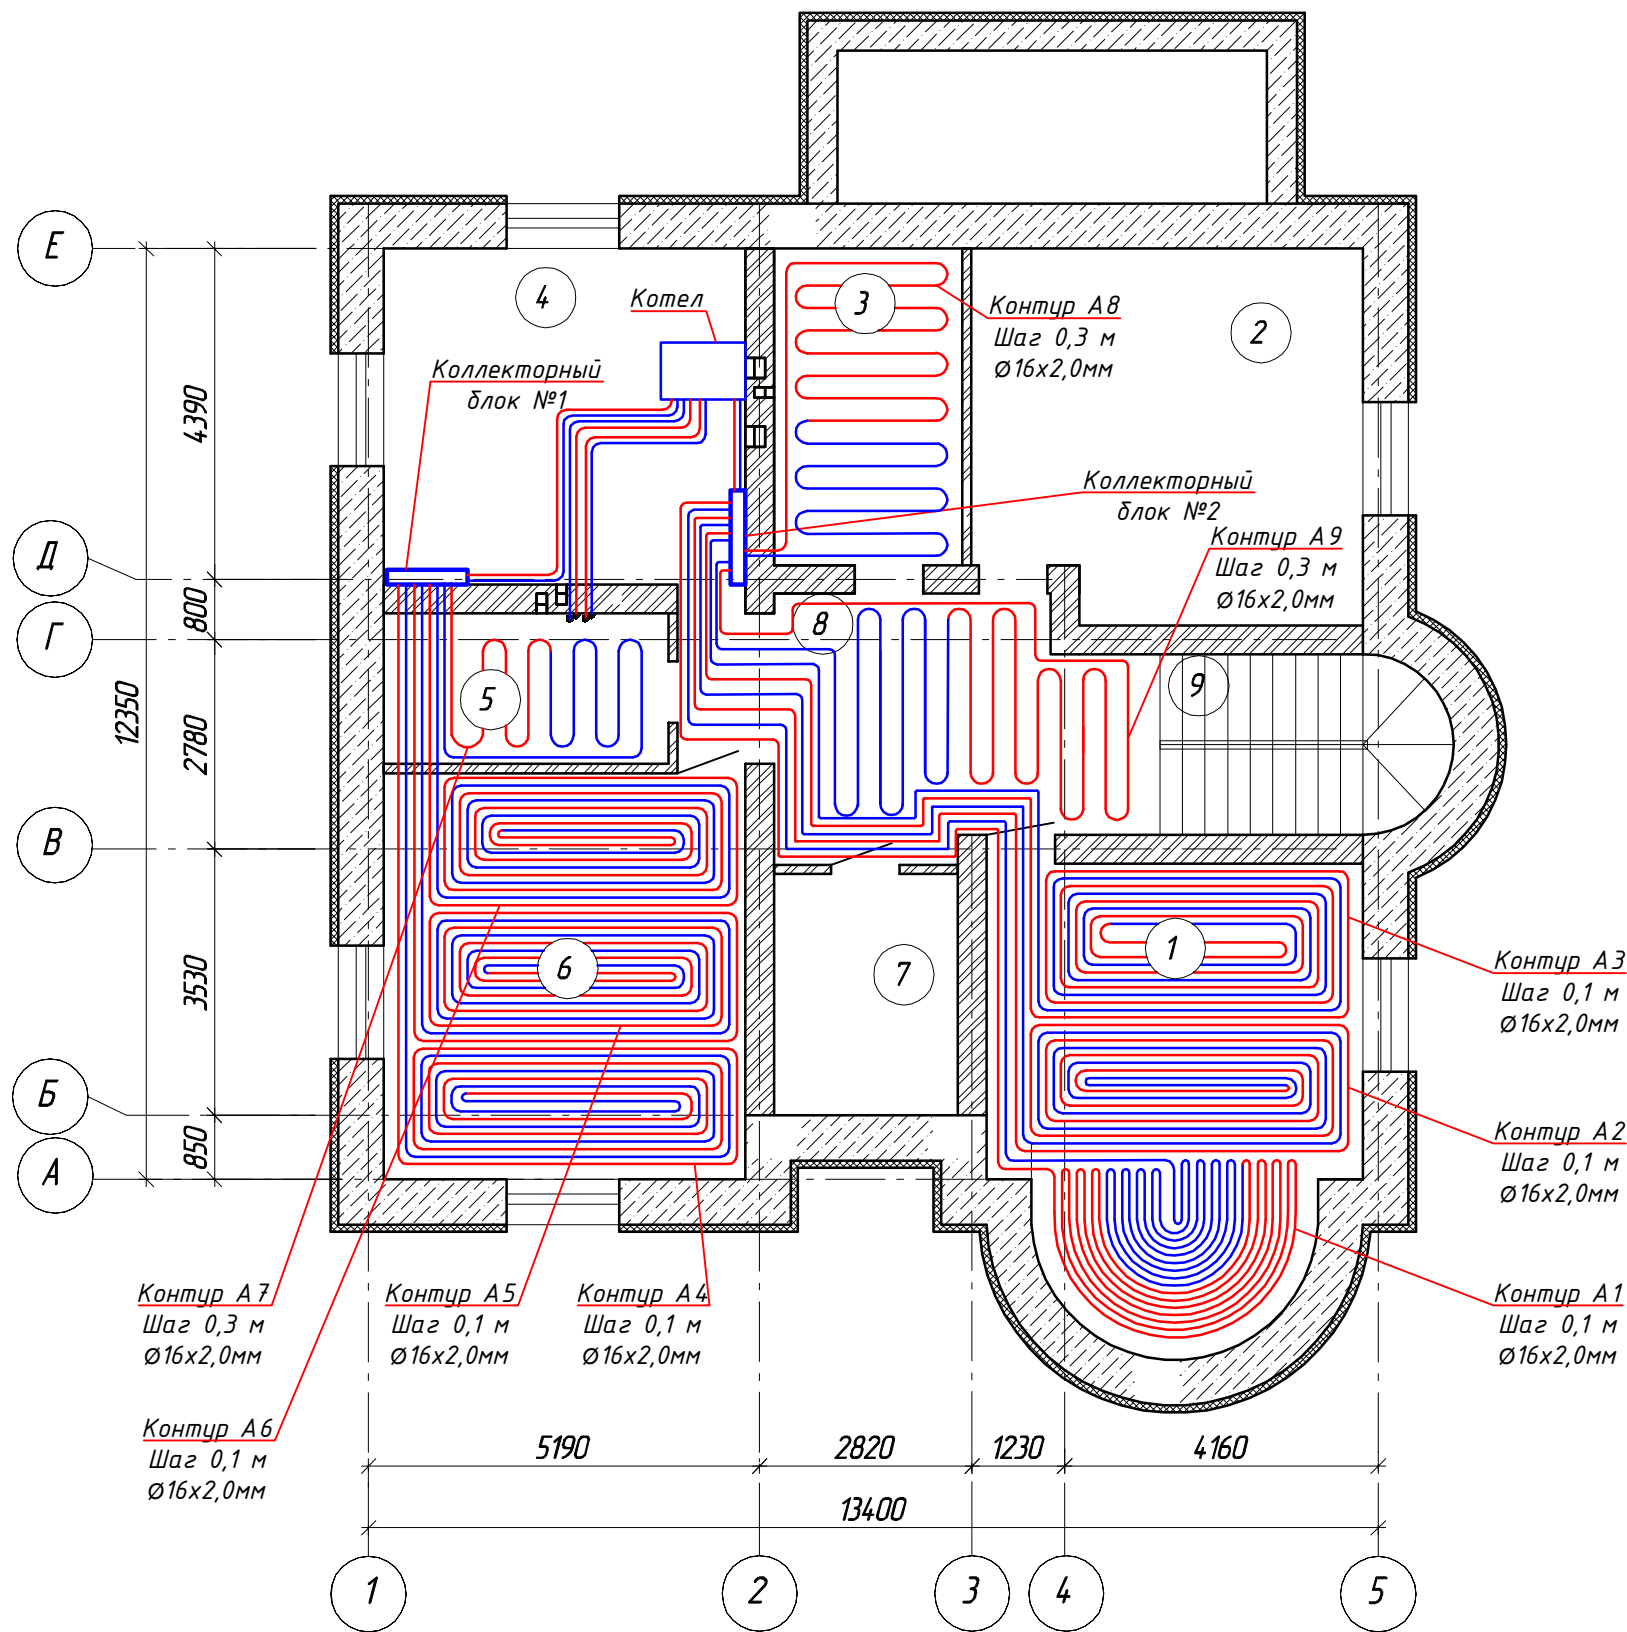 Е
4
Котел
3
Контур А8
Шаг 0,3 м
Ø16х2,0мм
2
Коллекторный
блок №1
4390
Коллекторный
блок №2
Контур А9
Шаг 0,3 м
Ø16х2,0мм
Д
800
Г
8
5
9
12350
2780
В
6
7
1
3530
Контур А3
Шаг 0,1 м
Ø16х2,0мм
Б
850
А
Контур А2
Шаг 0,1 м
Ø16х2,0мм
Контур А7
Шаг 0,3 м
Ø16х2,0мм
Контур А5
Шаг 0,1 м
Ø16х2,0мм
Контур А4
Шаг 0,1 м
Ø16х2,0мм
Контур А1
Шаг 0,1 м
Ø16х2,0мм
Контур А6
Шаг 0,1 м
Ø16х2,0мм
5190
2820
1230
4160
13400
1
2
3
4
5